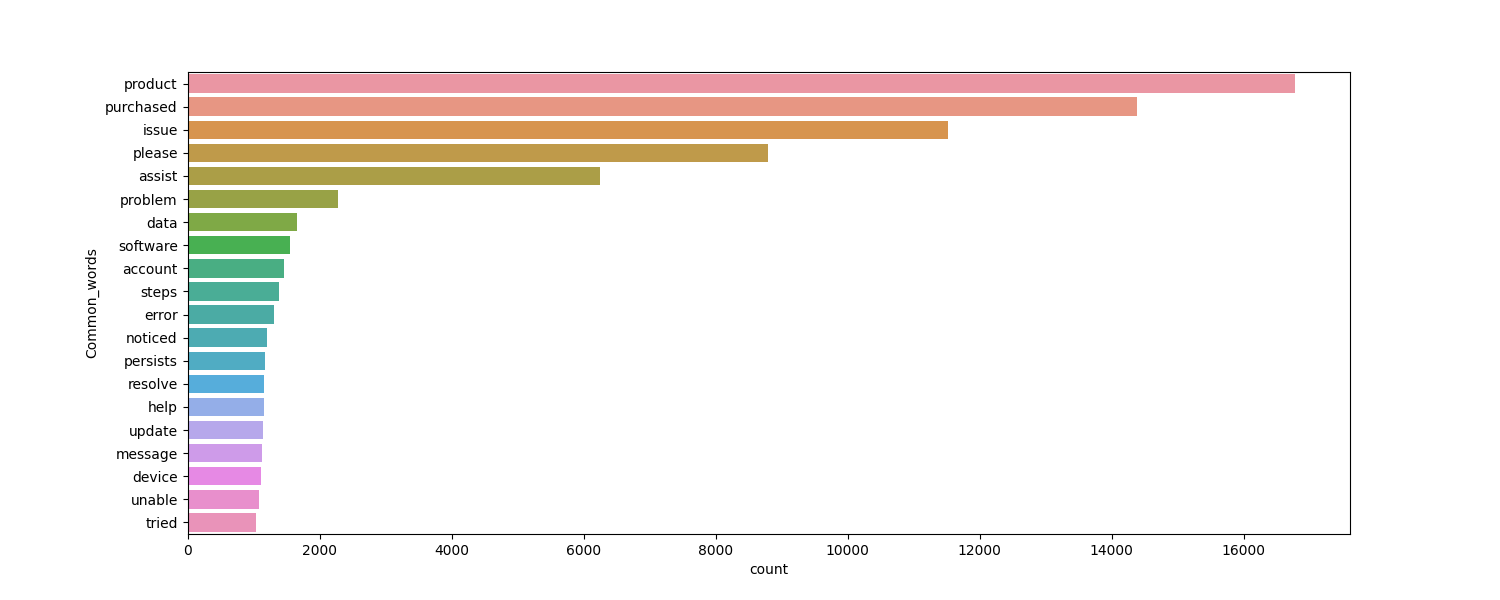 product
purchased
issue
please
assist
problem
data
software
account
steps
error
noticed
persists
resolve
help
update
message
device
unable
tried
Common_words
0 2000 4000 6000 8000 10000 12000 14000 16000
count